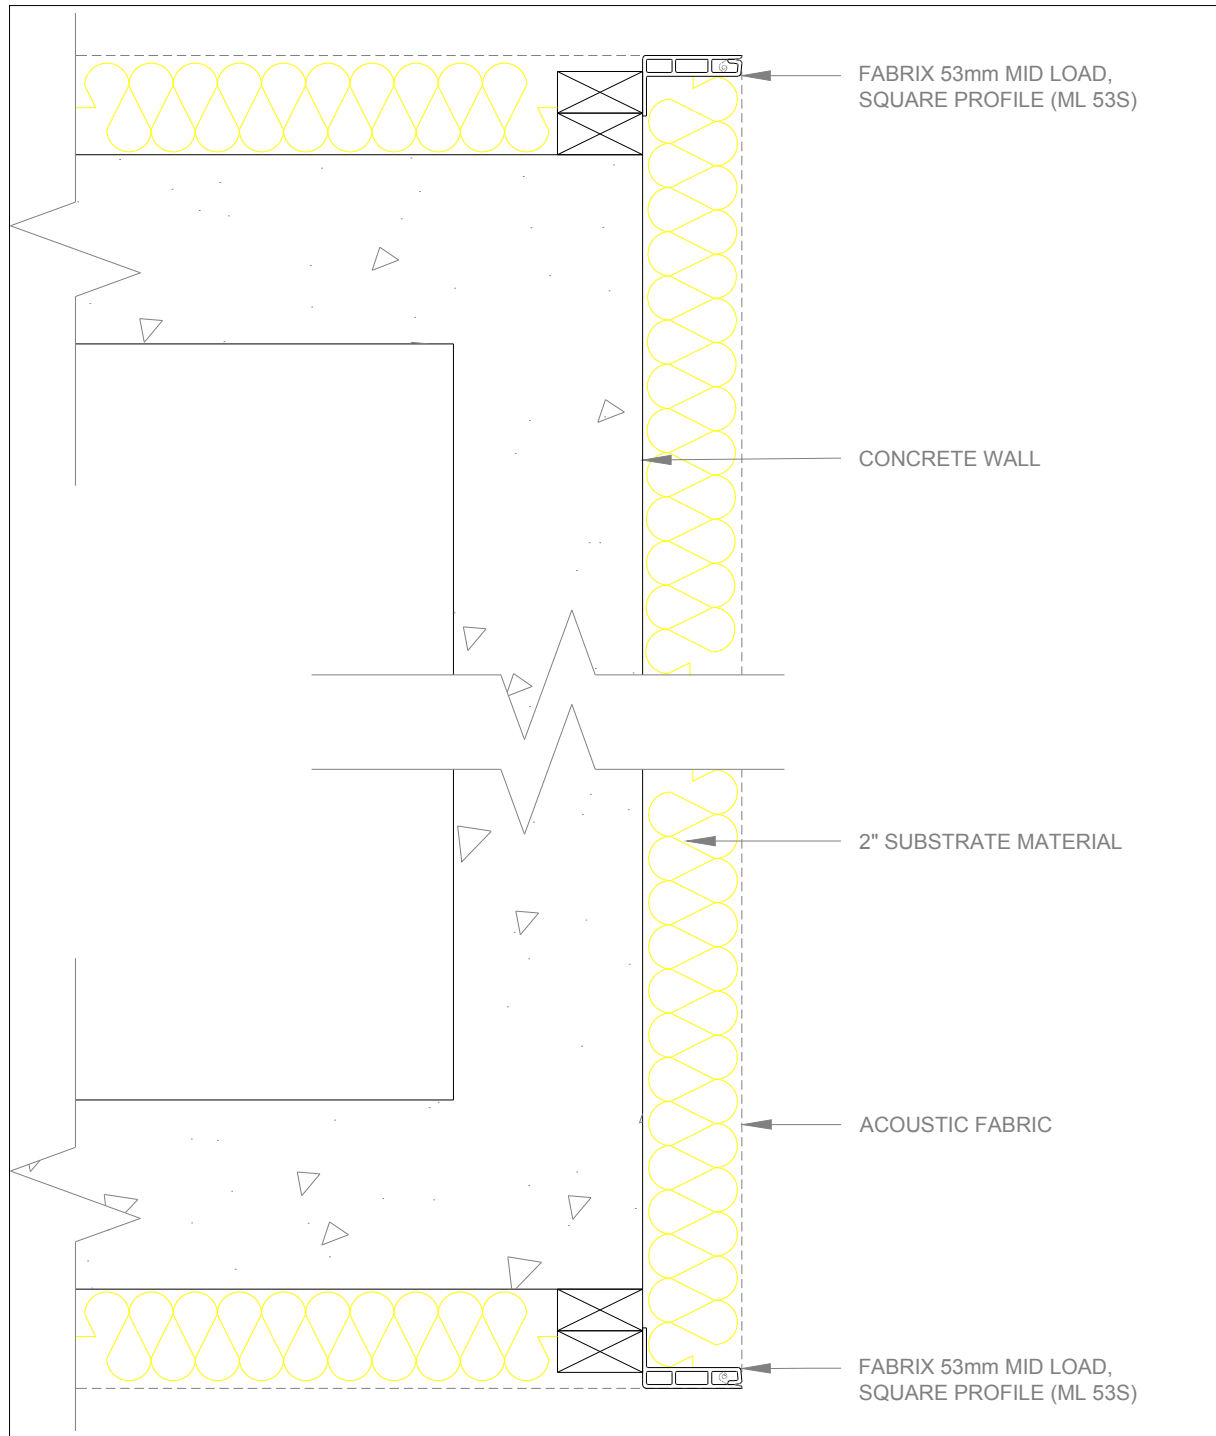 FABRIX 53mm MID LOAD,
SQUARE PROFILE (ML 53S)
CONCRETE WALL
2" SUBSTRATE MATERIAL
ACOUSTIC FABRIC
FABRIX 53mm MID LOAD,
SQUARE PROFILE (ML 53S)